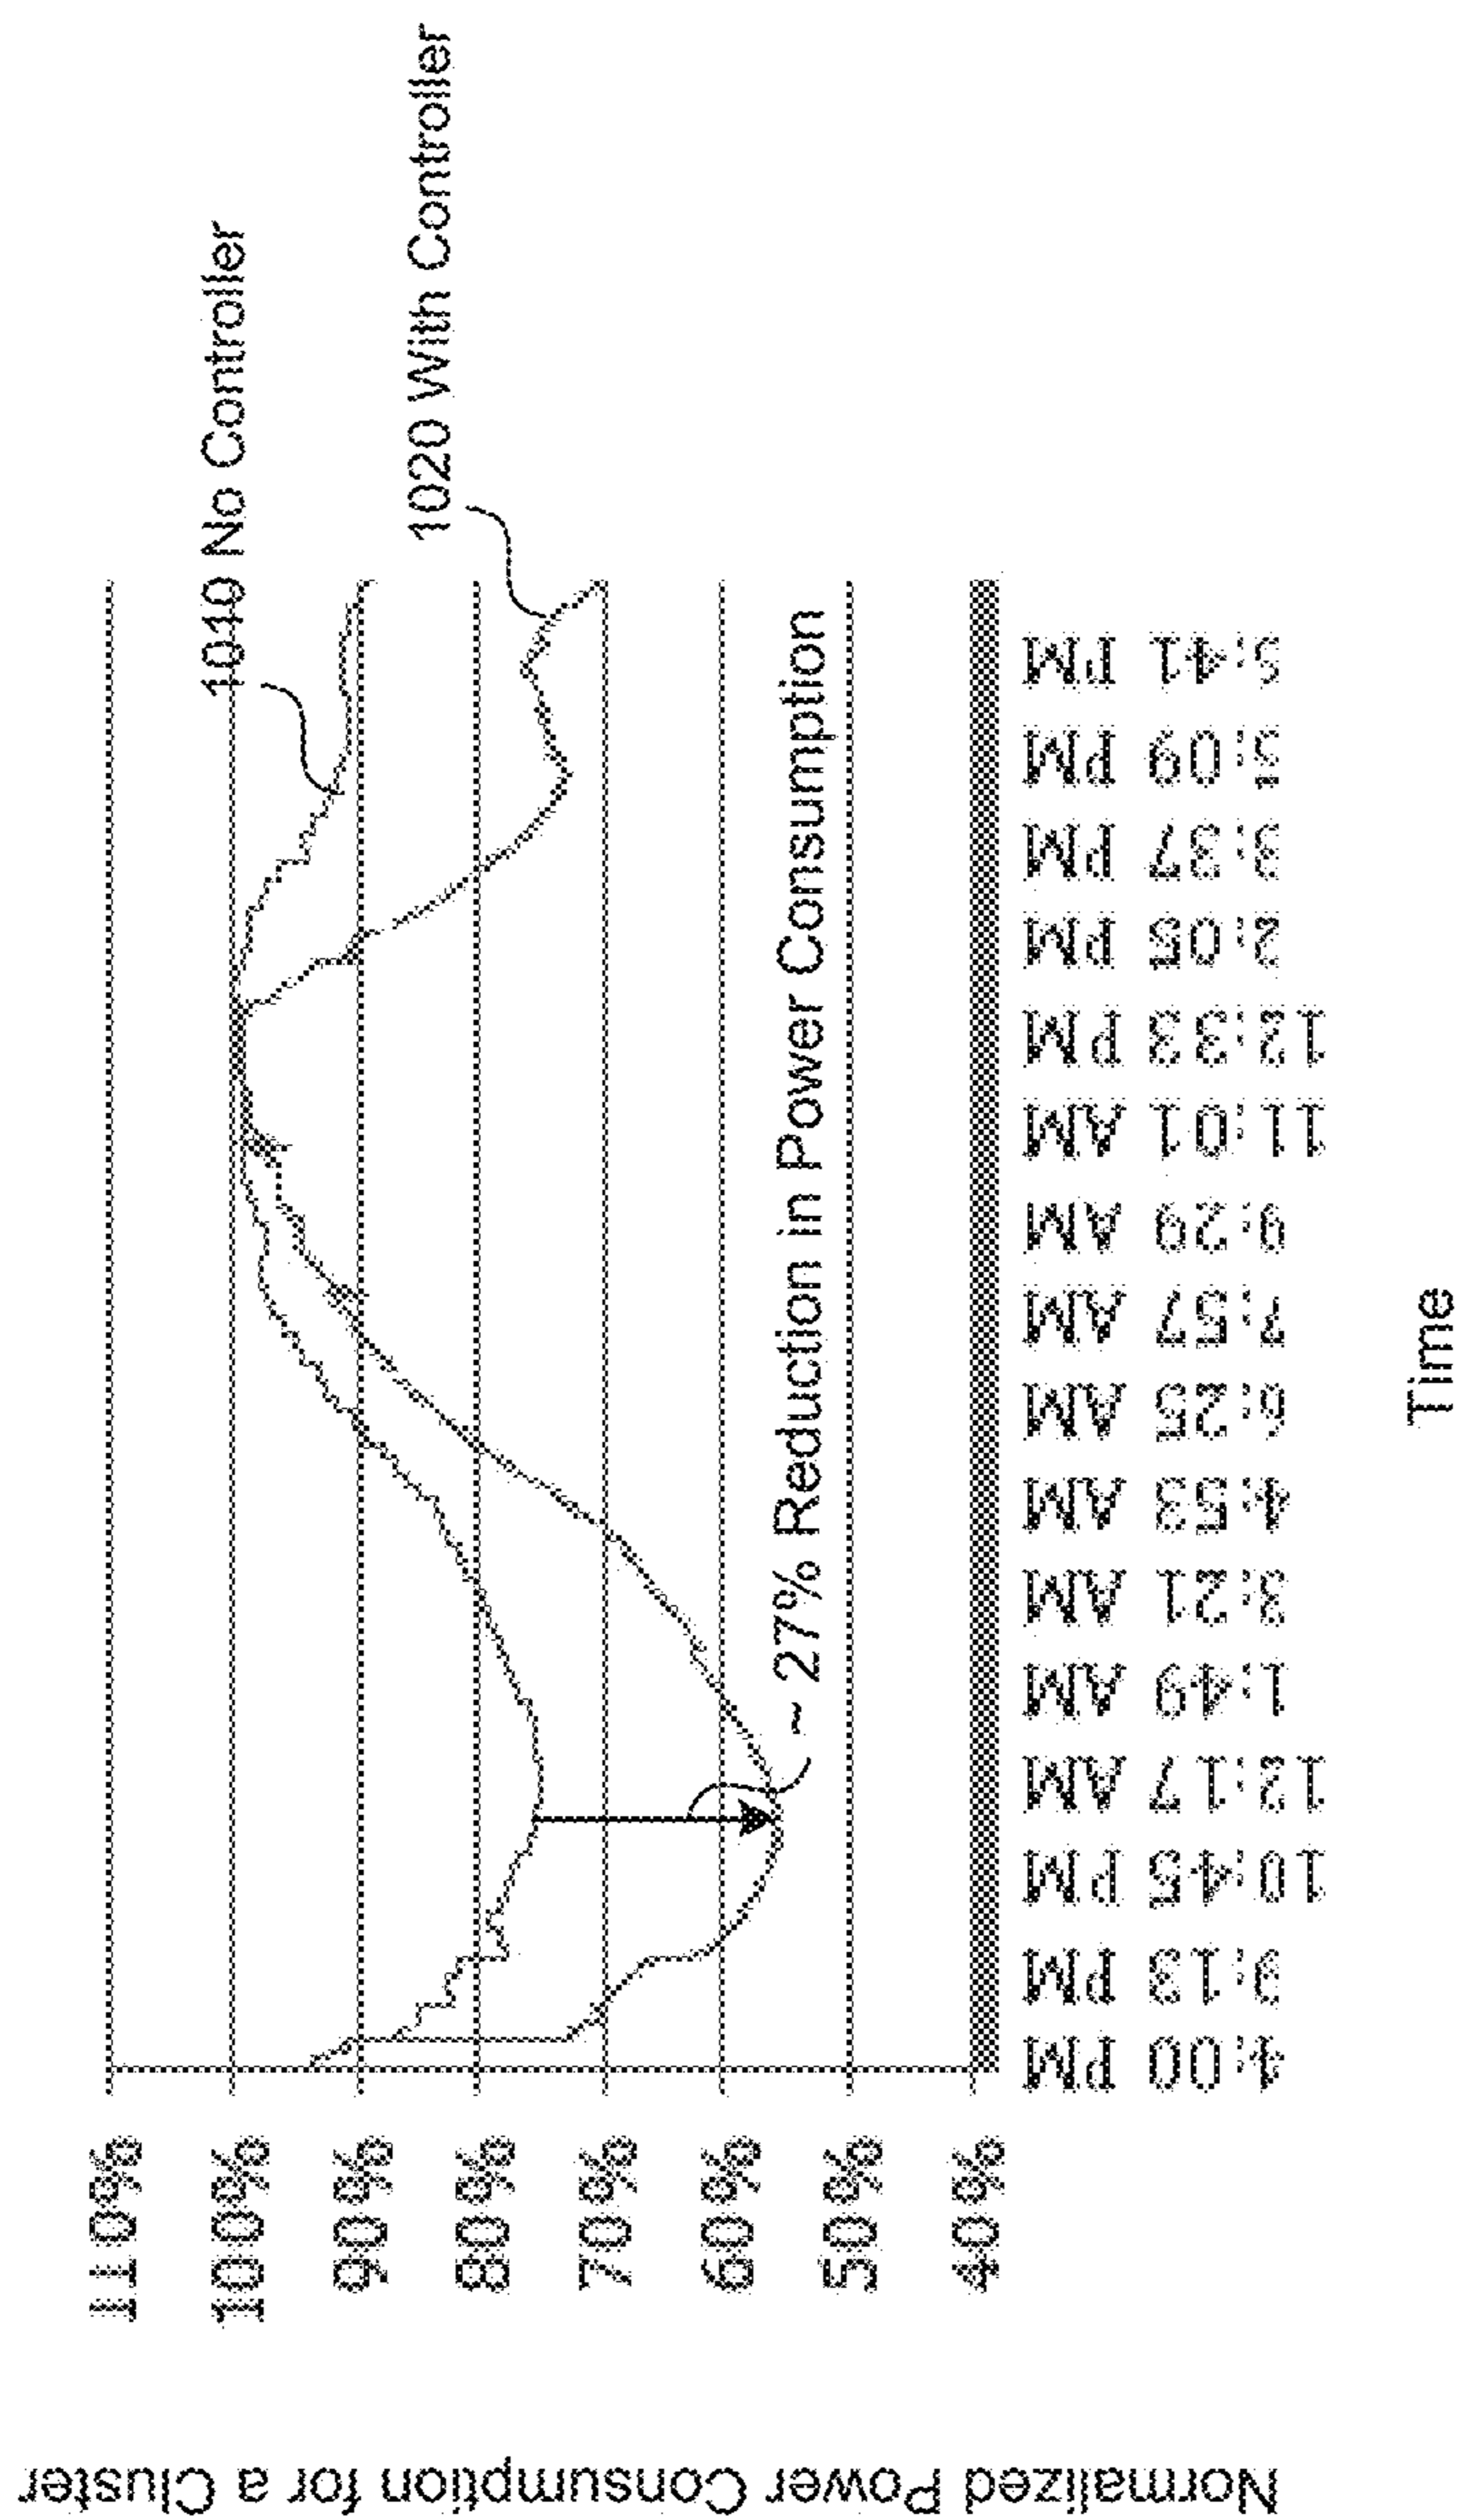 Normalized Power Consumption for a Cluster
110%
100%
90%
80%
70%
60%
50%
40%
1010 No Controller
1020 With Controller
~ 27% Reduction in Power Consumption
4:00 PM
9:13 PM
10:45 PM
12:17 AM
1:49 AM
3:21 AM
4:53 AM
6:25 AM
7:57 AM
9:29 AM
11:01 AM
12:33 PM
2:05 PM
3:37 PM
5:09 PM
5:41 PM
Time